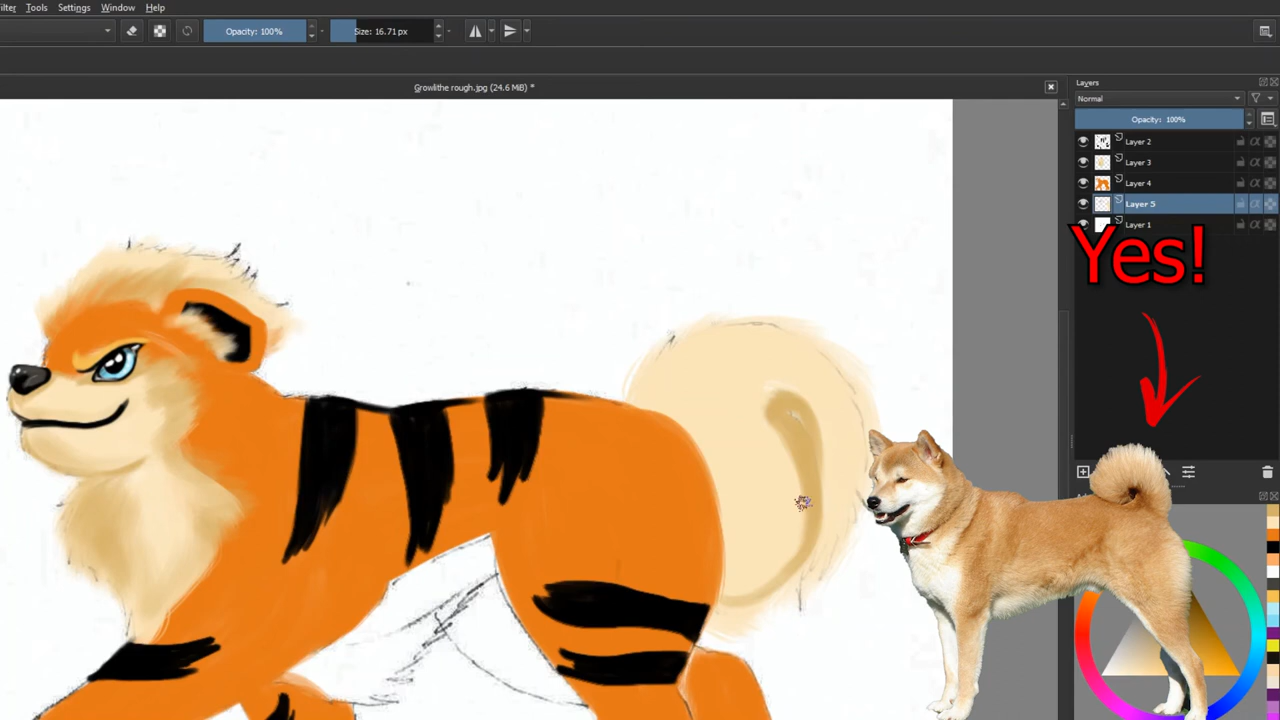 ilter Tools Settings Window Help
Opacity: 100% Size: 16.71 px
Growlithe rough.jpg (24.6 MiB) *
Layers
Normal
Opacity: 100%
Layer 2
Layer 3
Layer 4
Layer 5
Layer 1
Yes!